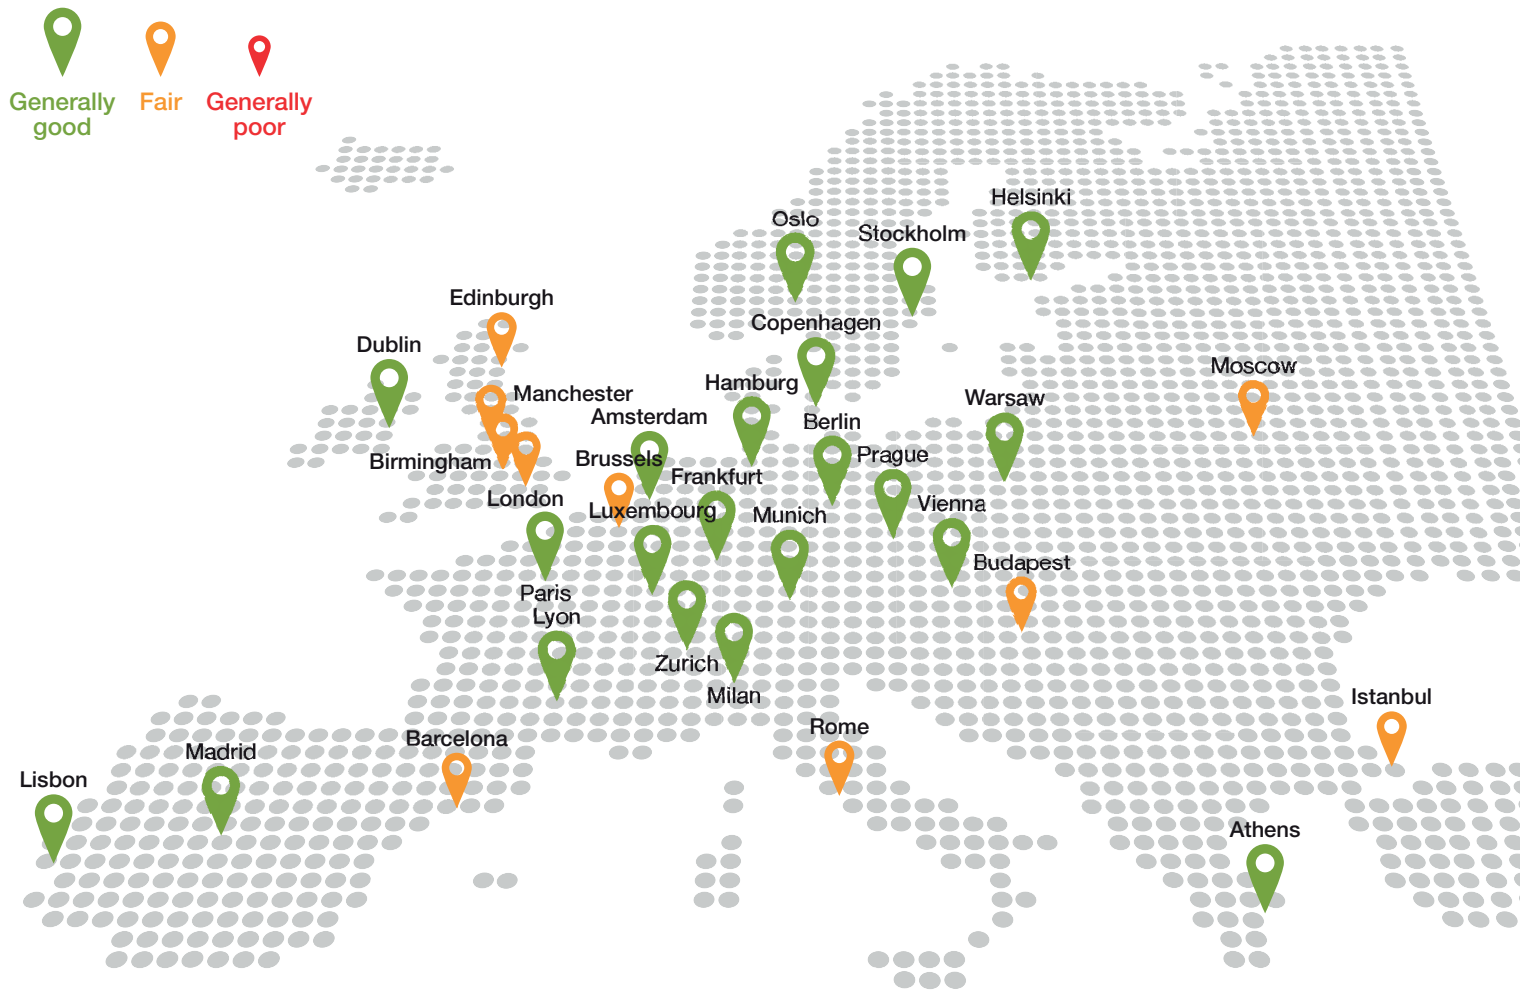 Generally
good
Fair
Generally
poor
Helsinki
Oslo
Stockholm
Edinburgh
Copenhagen
Dublin
Moscow
Hamburg
Manchester
Warsaw
Amsterdam
Berlin
Prague
Brussels
Birmingham
Frankfurt
London
Vienna
Luxembourg
Munich
Budapest
Paris
Lyon
Zurich
Milan
Istanbul
Rome
Barcelona
Madrid
Lisbon
Athens